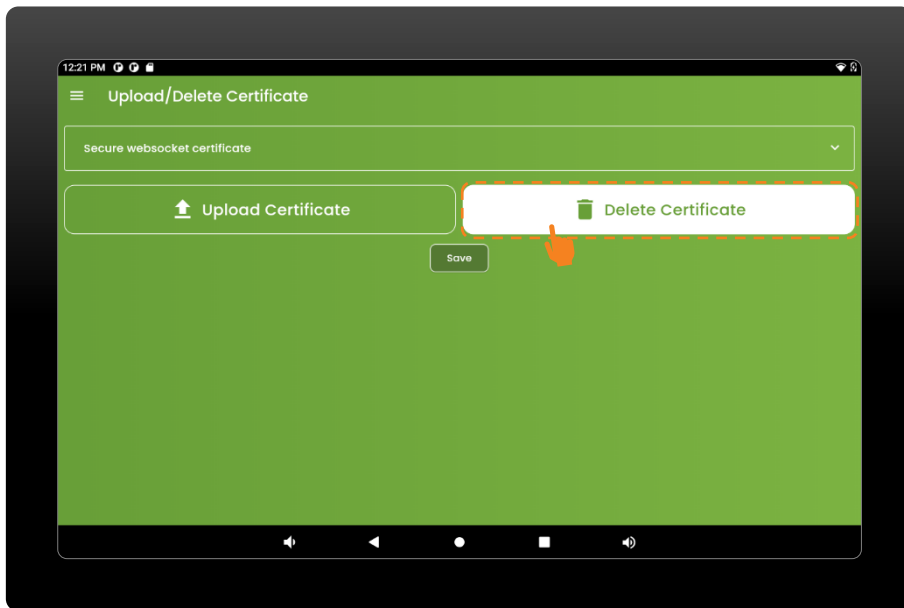 12:21 PM
Upload/Delete Certificate
Secure websocket certificate
Upload Certificate
Delete Certificate
Save